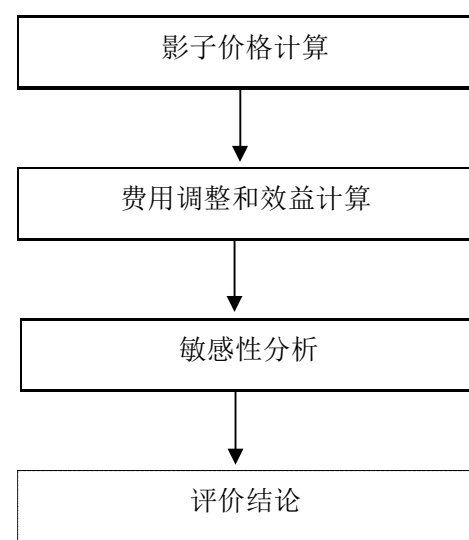 影子价格计算
费用调整和效益计算
敏感性分析
评价结论